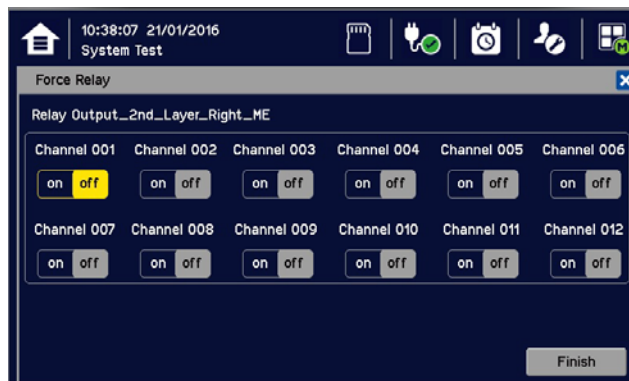 10:38:07 21/01/2016
System Test
M
Force Relay
Relay Output_2nd_Layer_Right_ME
Channel 001 Channel 002 Channel 003 Channel 004 Channel 005 Channel 006
on off on off on off on off on off on off
Channel 007 Channel 008 Channel 009 Channel 010 Channel 011 Channel 012
on off on off on off on off on off on off
Finish